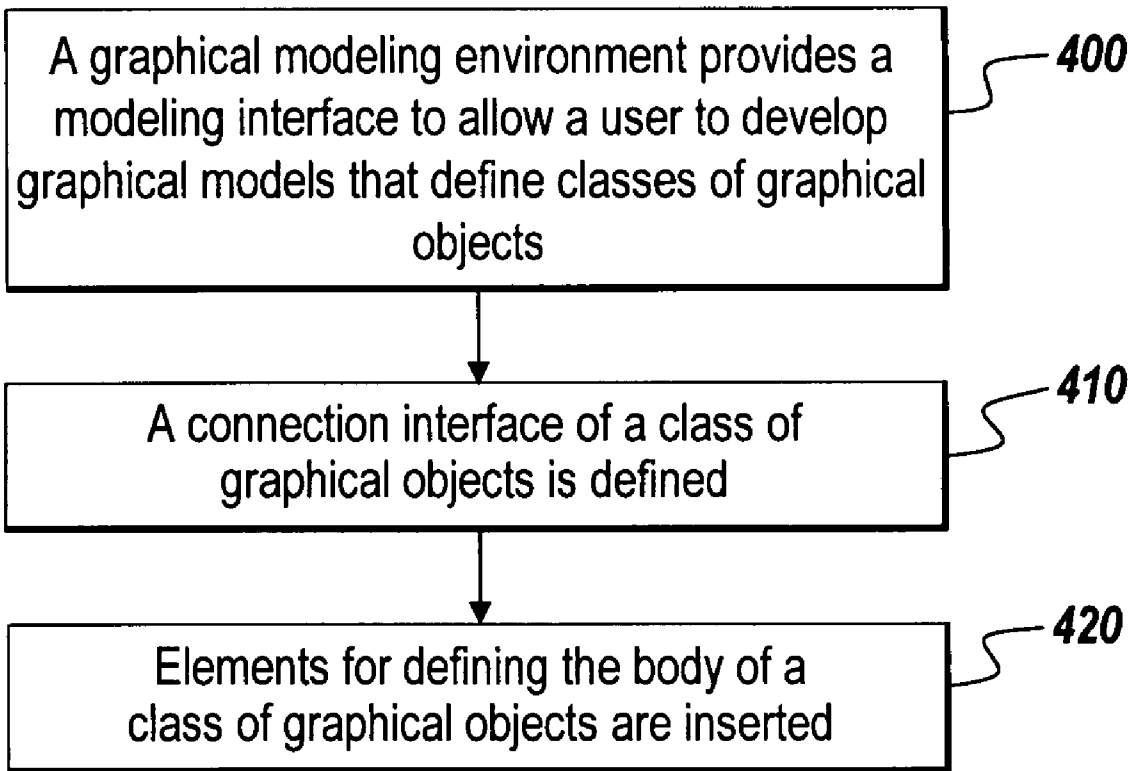 A graphical modeling environment provides a
modeling interface to allow a user to develop
graphical models that define classes of graphical
objects
400
A connection interface of a class of
graphical objects is defined
410
Elements for defining the body of a
class of graphical objects are inserted
420